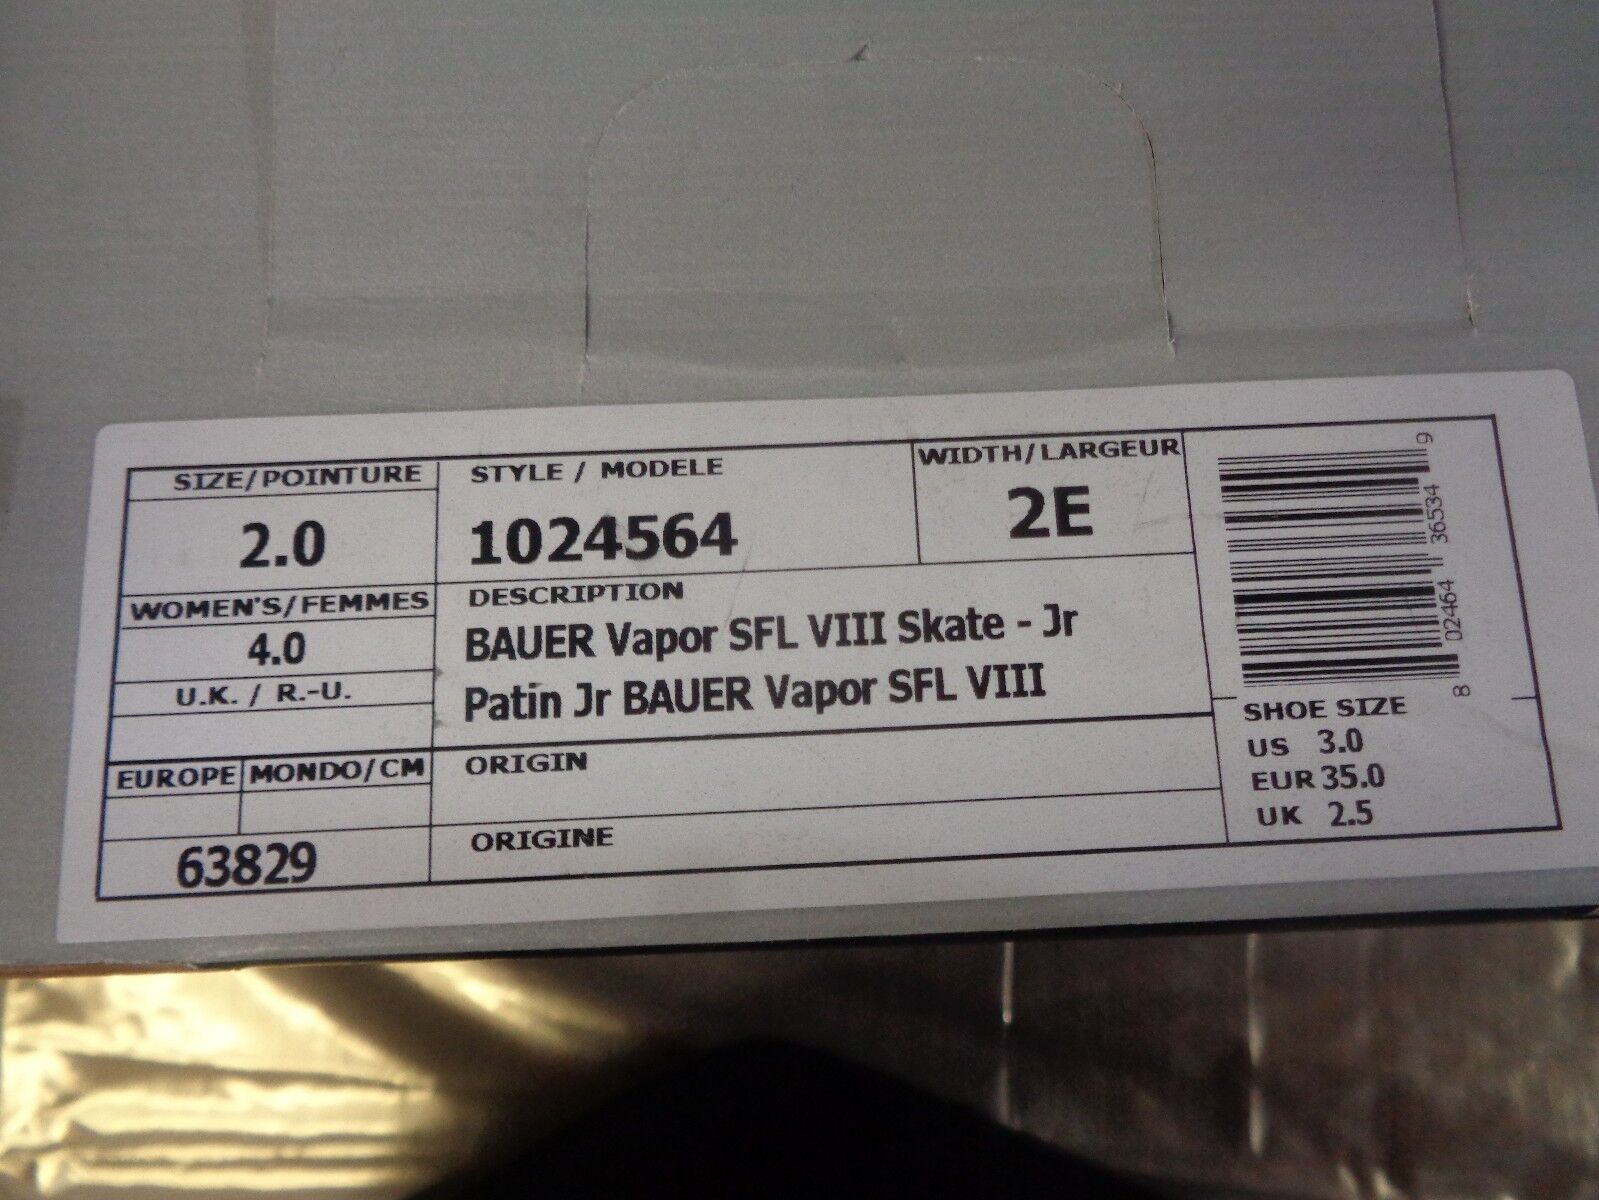 SIZE/POINTURE
2.0
WOMEN'S/FEMMES
4.0
U.K. / R.-U.
EUROPE MONDO/CM
63829
STYLE / MODELE
1024564
WIDTH/LARGEUR
2E
DESCRIPTION
BAUER Vapor SFL VIII Skate - Jr
Patin Jr BAUER Vapor SFL VIII
ORIGIN
ORIGINE
8 02464 36534 9
SHOE SIZE
US 3.0
EUR 35.0
UK 2.5